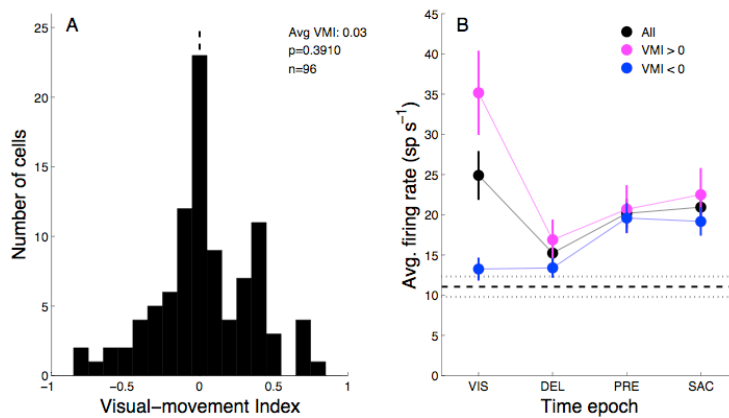 A
Avg VMI: 0.03
p=0.3910
n=96
Number of cells
25
20
15
10
5
0
−1
−0.5
0
0.5
1
Visual−movement Index
B
All
VMI > 0
VMI < 0
Avg. firing rate (sp s⁻¹)
45
40
35
30
25
20
15
10
5
0
VIS
DEL
PRE
SAC
Time epoch